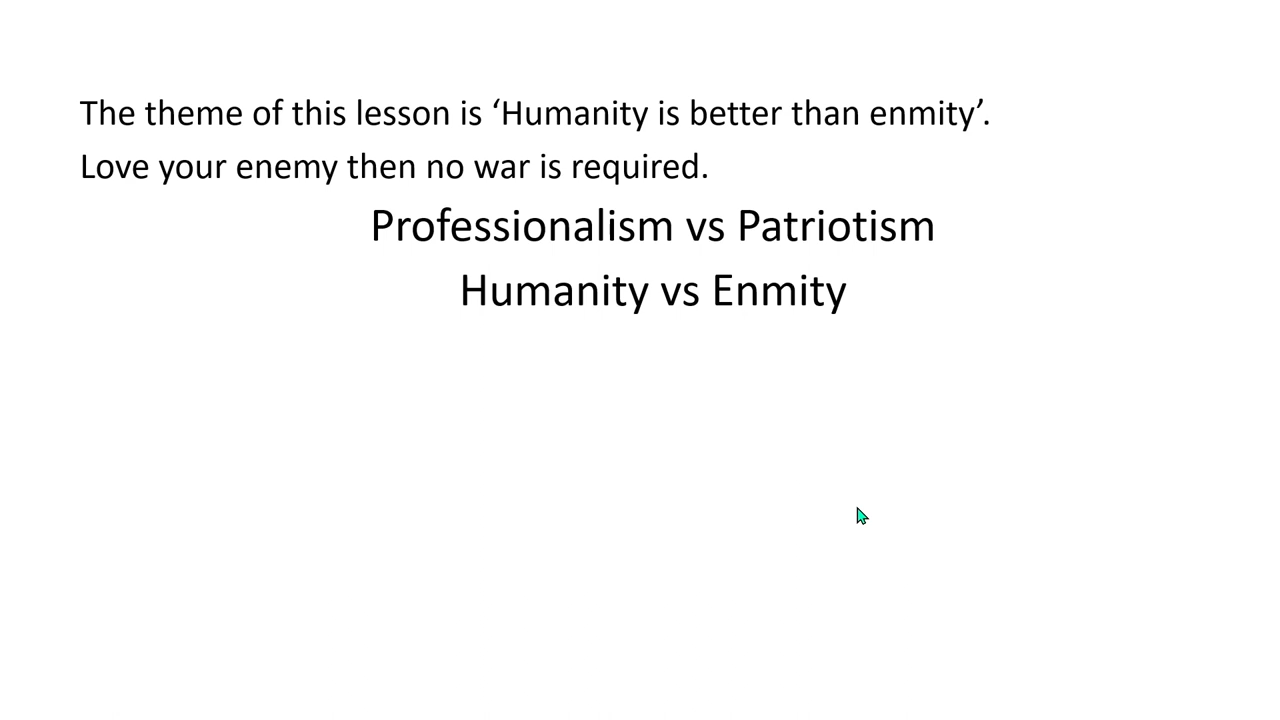 The theme of this lesson is ‘Humanity is better than enmity’.
Love your enemy then no war is required.
Professionalism vs Patriotism
Humanity vs Enmity